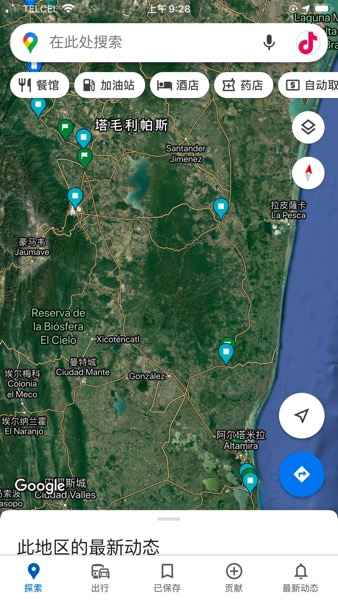 TELCEL
上午9:28
Laguna M
在此处搜索
餐馆
加油站
酒店
药店
自动取
塔毛利帕斯
Santander
Jiménez
拉皮萨卡
La Pesca
豪马韦
Jaumave
Reserva de
la Biósfera
El Cielo
Xicoténcatl
曼特城
Ciudad Mante
González
埃尔梅科
Colonia
el Meco
埃尔纳兰霍
El Naranjo
阿尔塔米拉
Altamira
Google
Ciudad Valles
此地区的最新动态
探索
出行
已保存
贡献
最新动态